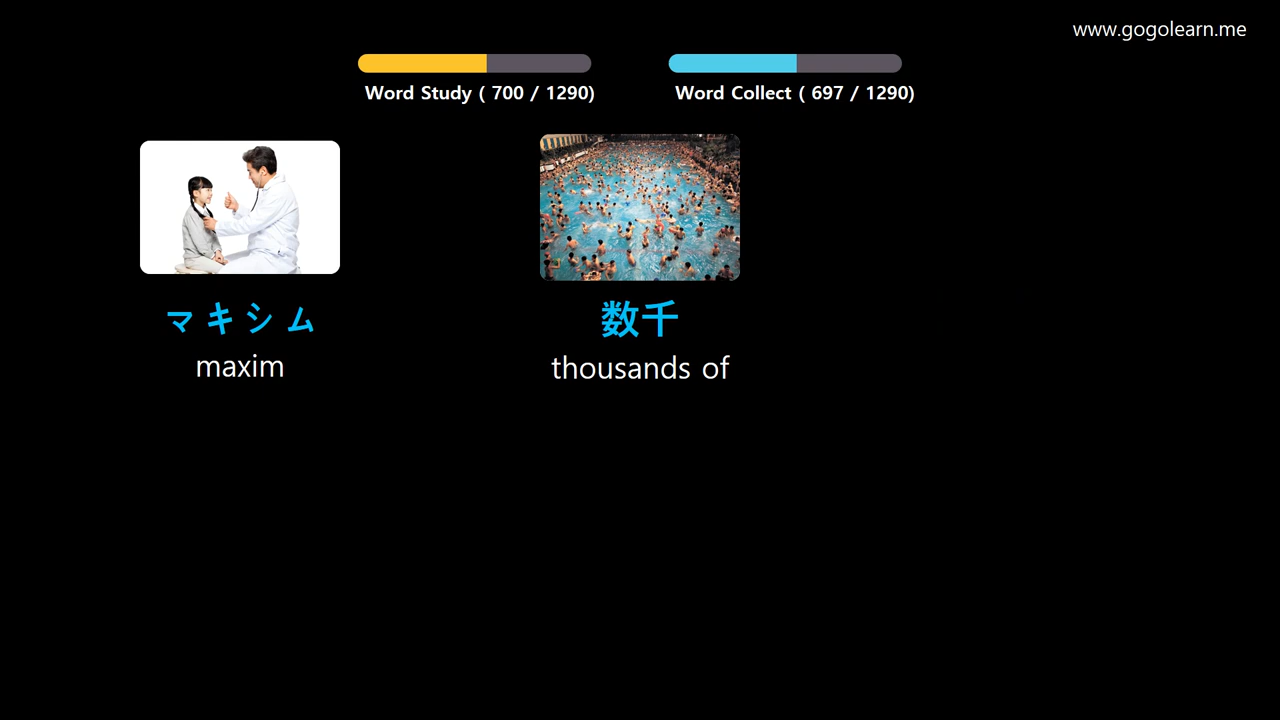 www.gogolearn.me
Word Study ( 700 / 1290)
Word Collect ( 697 / 1290)
マキシム
maxim
数千
thousands of